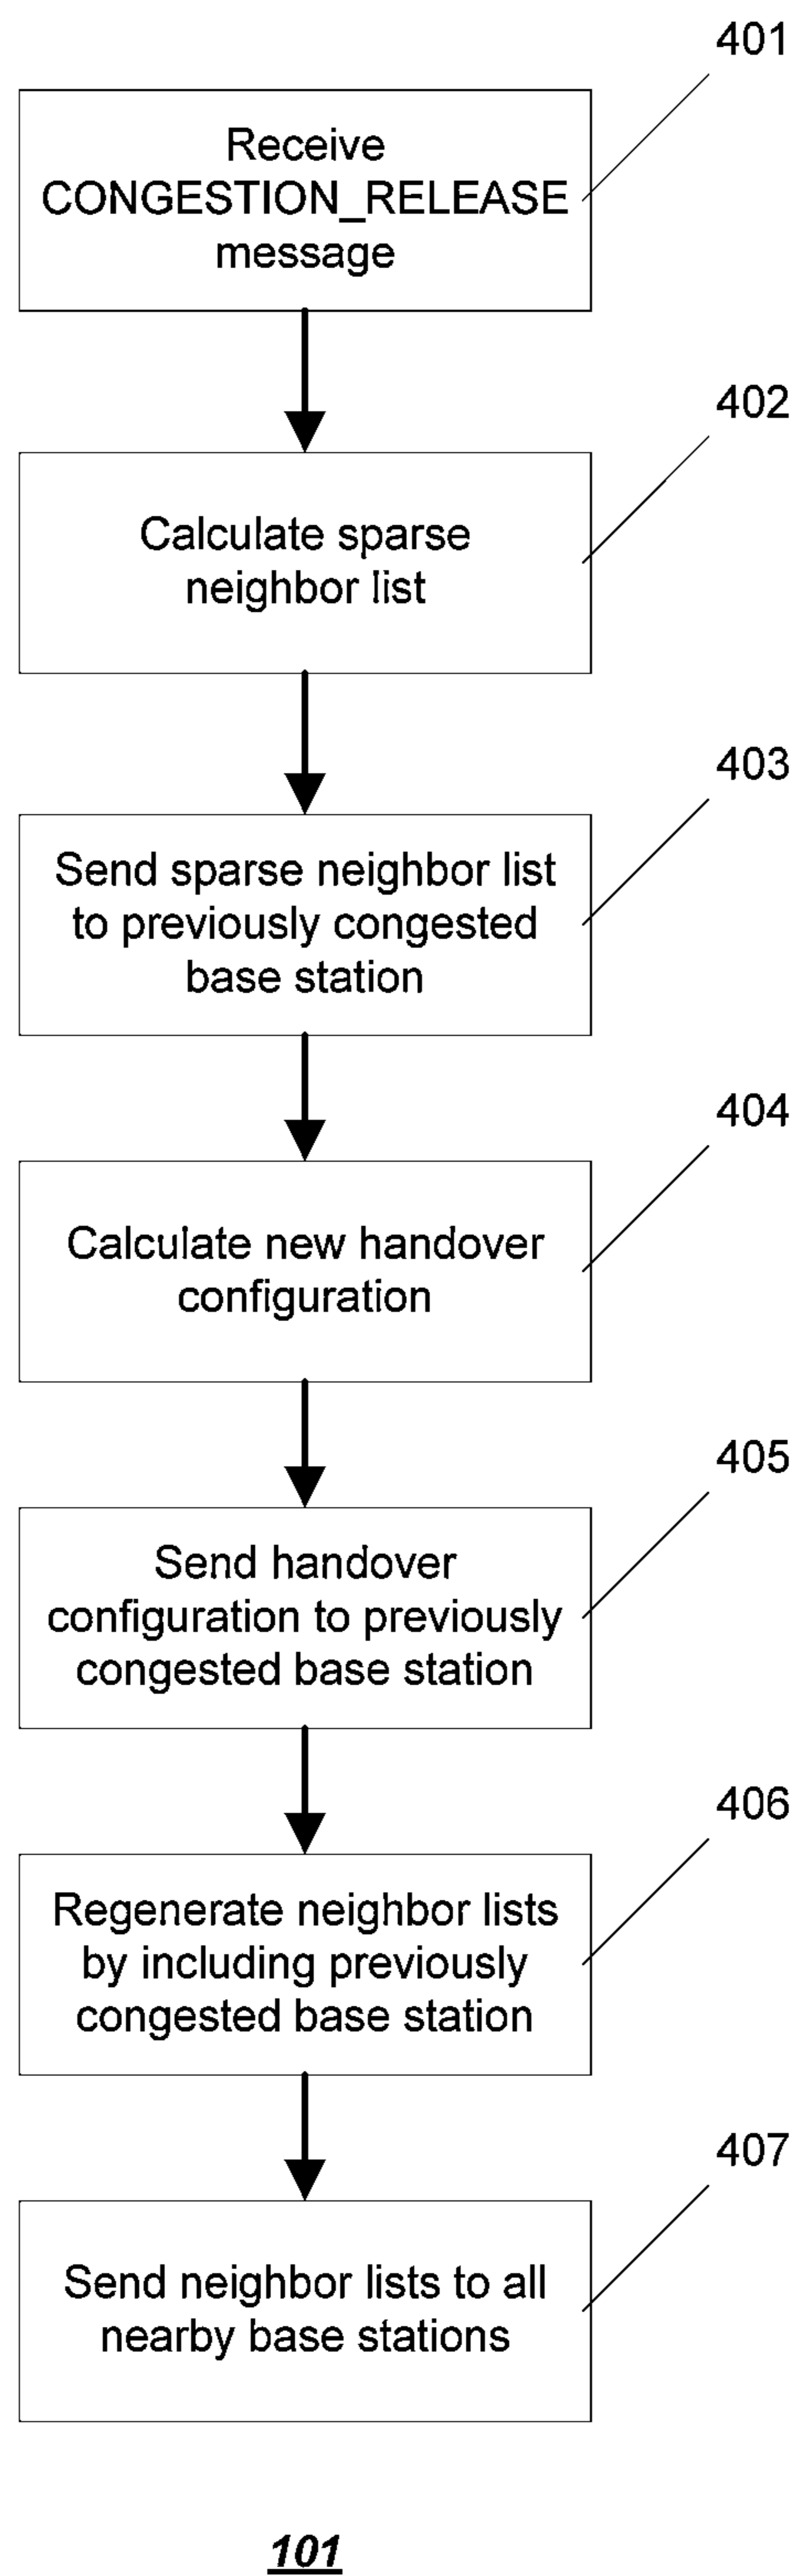 401
Receive
CONGESTION_RELEASE
message
402
Calculate sparse
neighbor list
403
Send sparse neighbor list
to previously congested
base station
404
Calculate new handover
configuration
405
Send handover
configuration to previously
congested base station
406
Regenerate neighbor lists
by including previously
congested base station
407
Send neighbor lists to all
nearby base stations
101